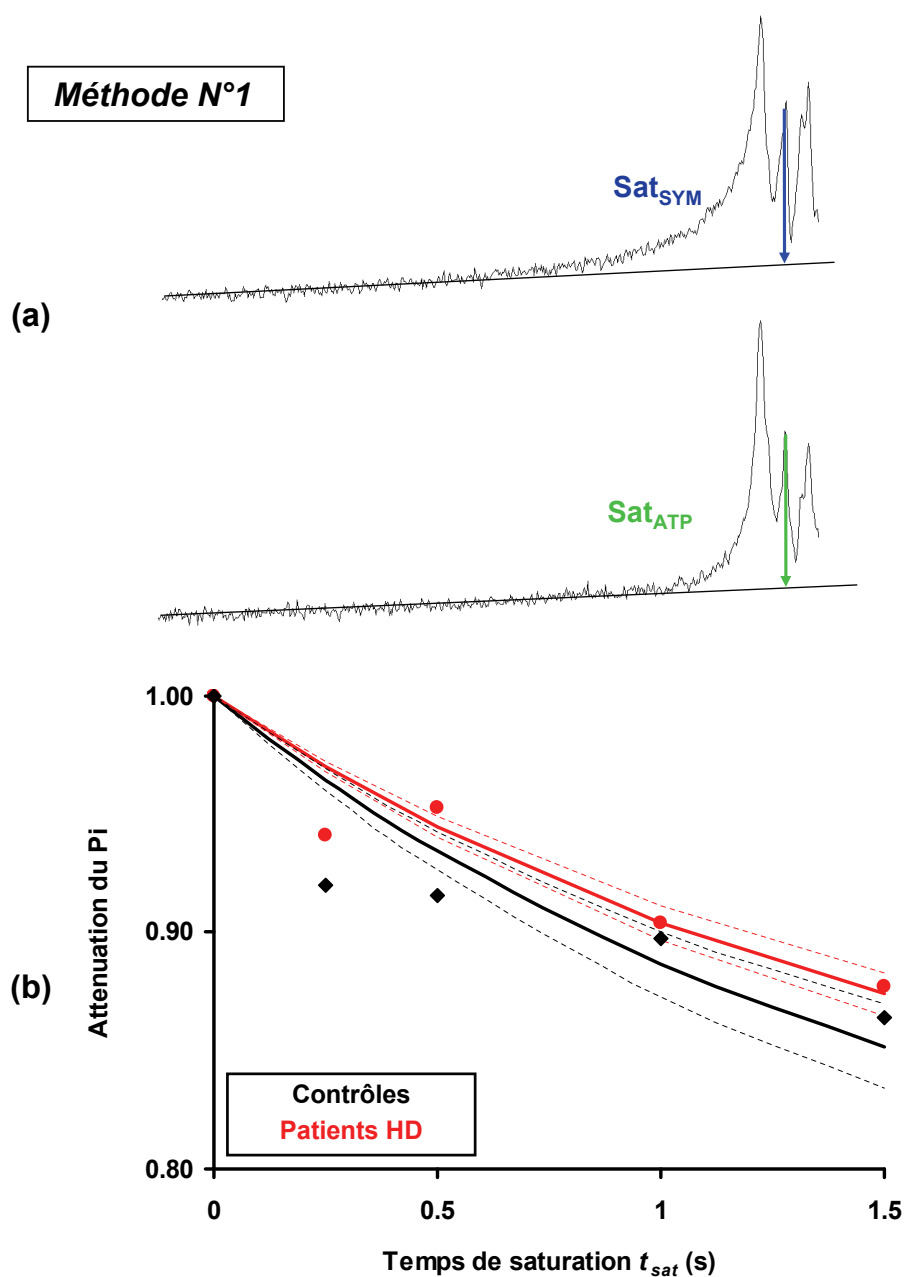 Méthode N°1
Sat_SYM
(a)
Sat_ATP
1.00
0.90
0.80
Attenuation du Pi
(b)
Contrôles
Patients HD
0 0.5 1 1.5
Temps de saturation t_sat (s)